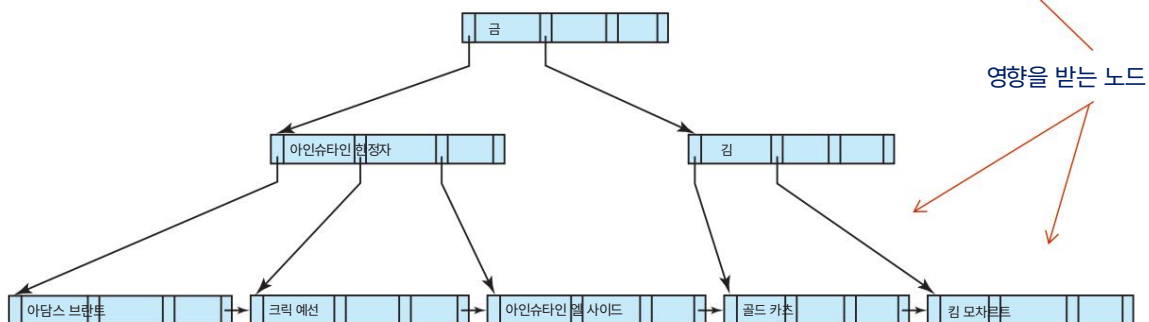 금
영향을 받는 노드
아인슈타인 한정자
김
아담스 브란트
크릭 예선
아인슈타인 엘 사이드
골드 카츠
킴 모차르트